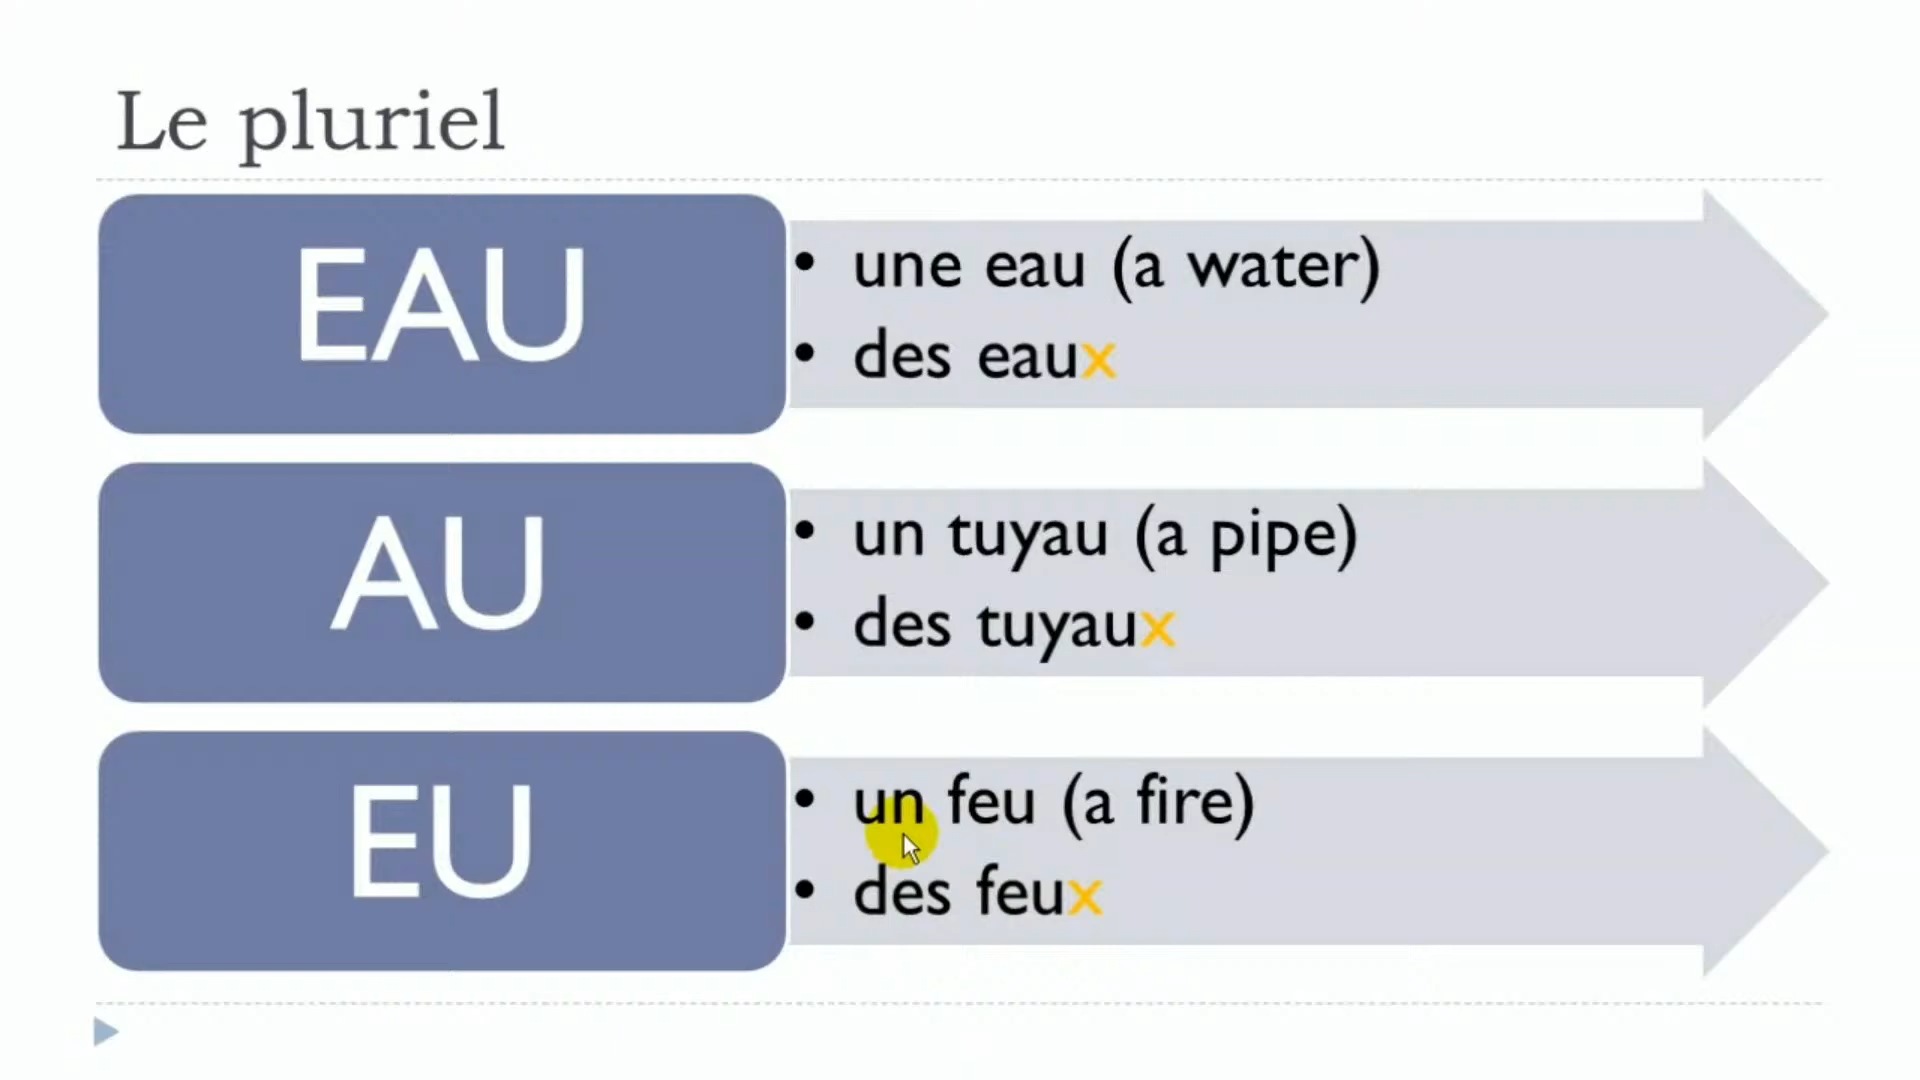 Le pluriel
EAU
• une eau (a water)
• des eaux
AU
• un tuyau (a pipe)
• des tuyaux
EU
• un feu (a fire)
• des feux